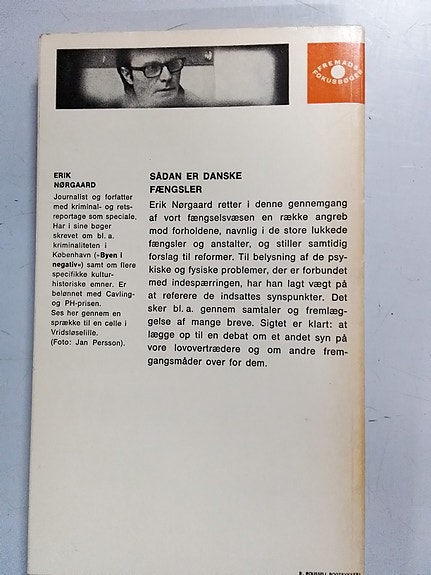 FREMADS
FOKUSBØGER
ERIK
NØRGAARD
Journalist og forfatter
med kriminal- og rets-
reportage som speciale.
Har i sine bøger
skrevet om bl. a.
kriminaliteten i
København (»Byen i
negativ«) samt om flere
specifikke kultur-
historiske emner. Er
belønnet med Cavling-
og PH-prisen.
Ses her gennem en
sprække til en celle i
Vridsløselille.
(Foto: Jan Persson).
SÅDAN ER DANSKE
FÆNGSLER
Erik Nørgaard retter i denne gennemgang
af vort fængselsvæsen en række angreb
mod forholdene, navnlig i de store lukkede
fængsler og anstalter, og stiller samtidig
forslag til reformer. Til belysning af de psy-
kiske og fysiske problemer, der er forbundet
med indespærringen, har han lagt vægt på
at referere de indsattes synspunkter. Det
sker bl. a. gennem samtaler og fremlæg-
gelse af mange breve. Sigtet er klart: at
lægge op til en debat om et andet syn på
vore lovovertrædere og om andre frem-
gangsmåder over for dem.